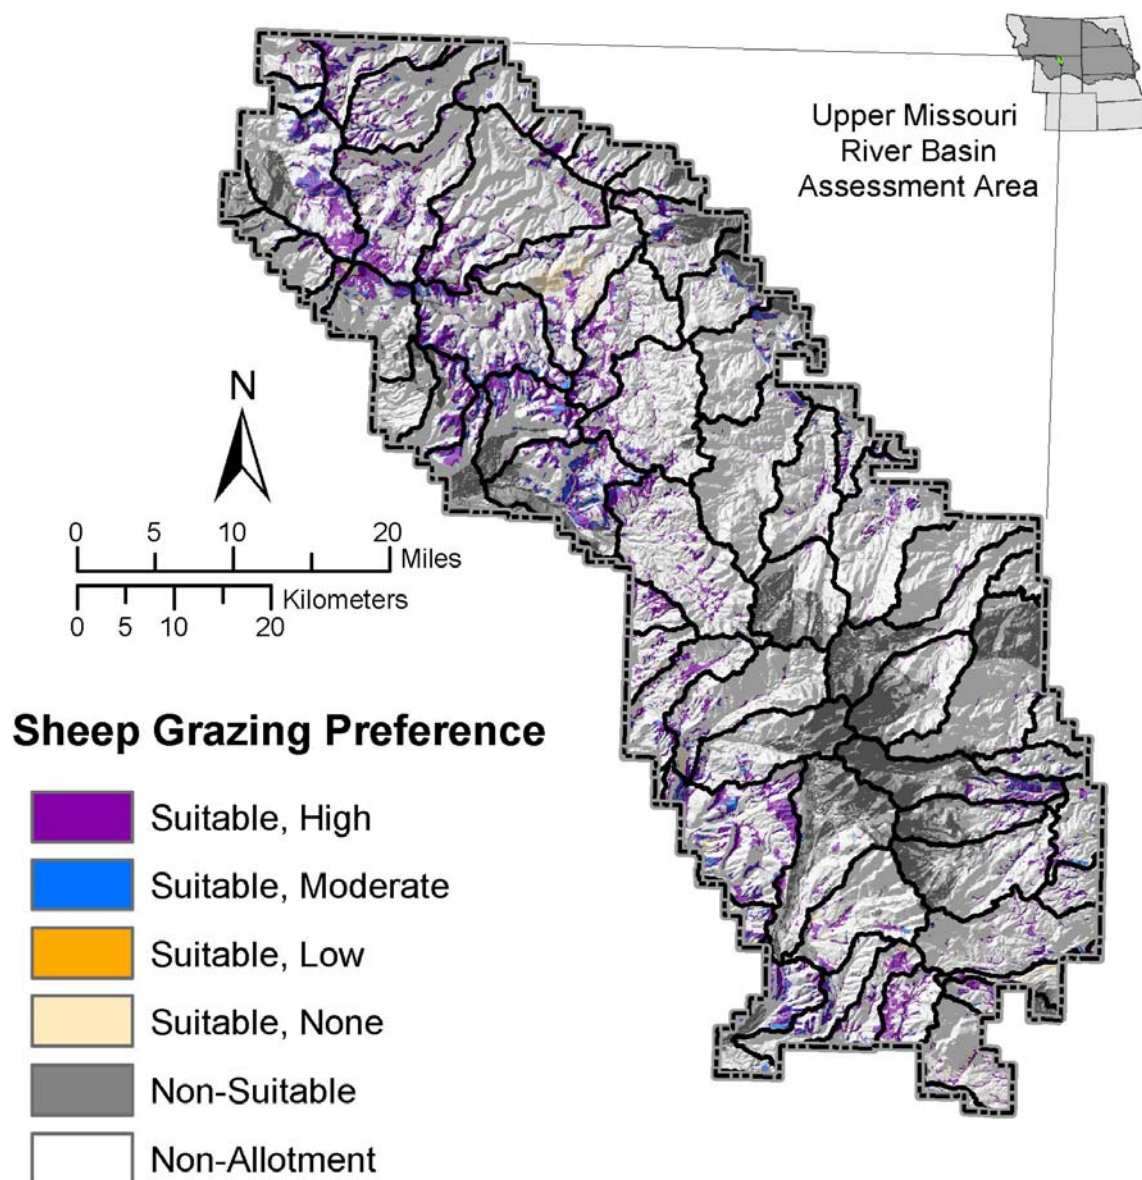 Upper Missouri
River Basin
Assessment Area
N
0 5 10 20
Miles
Kilometers
0 5 10 20
Sheep Grazing Preference
Suitable, High
Suitable, Moderate
Suitable, Low
Suitable, None
Non-Suitable
Non-Allotment